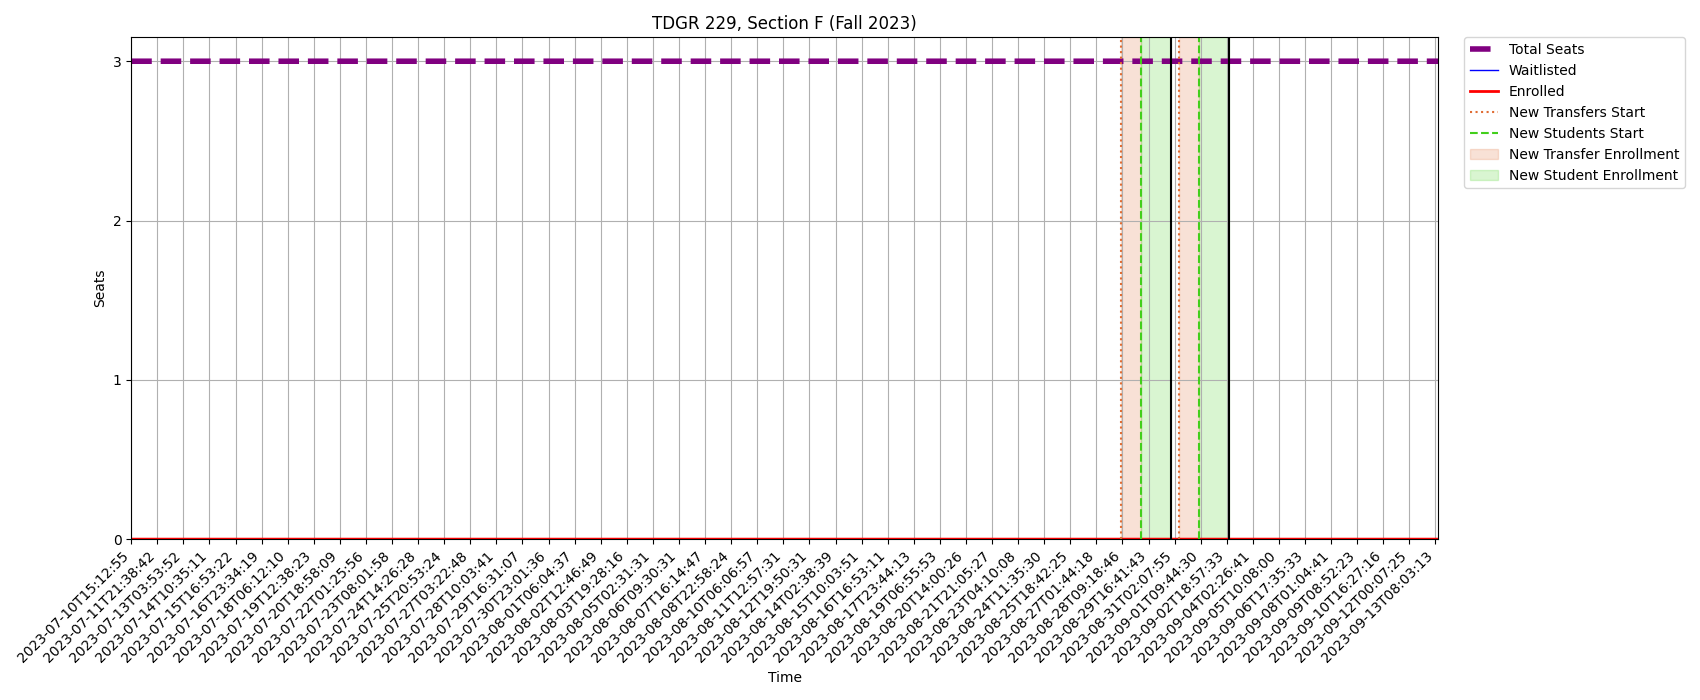 TDGR 229, Section F (Fall 2023)
Total Seats
Waitlisted
Enrolled
New Transfers Start
New Students Start
New Transfer Enrollment
New Student Enrollment
3
2
1
0
Seats
2023-07-10T15:12:55
2023-07-11T21:38:42
2023-07-13T03:53:52
2023-07-14T10:35:11
2023-07-15T16:53:22
2023-07-16T23:34:19
2023-07-18T06:12:10
2023-07-19T12:38:23
2023-07-20T18:58:09
2023-07-22T01:25:56
2023-07-23T08:01:58
2023-07-24T14:26:28
2023-07-25T20:53:24
2023-07-27T03:22:48
2023-07-28T10:03:41
2023-07-29T16:31:07
2023-07-30T23:01:36
2023-08-01T06:04:37
2023-08-02T12:46:49
2023-08-03T19:28:16
2023-08-05T02:31:31
2023-08-06T09:30:31
2023-08-07T16:14:47
2023-08-08T22:58:24
2023-08-10T06:06:57
2023-08-11T12:57:31
2023-08-12T19:50:31
2023-08-14T02:38:39
2023-08-15T10:03:51
2023-08-16T16:53:11
2023-08-17T23:44:13
2023-08-19T06:55:53
2023-08-20T14:00:26
2023-08-21T21:05:27
2023-08-23T04:10:08
2023-08-24T11:35:30
2023-08-25T18:42:25
2023-08-27T01:44:18
2023-08-28T09:18:46
2023-08-29T16:41:43
2023-08-31T02:07:55
2023-09-01T09:44:30
2023-09-02T18:57:33
2023-09-04T02:26:41
2023-09-05T10:08:00
2023-09-06T17:35:33
2023-09-08T01:04:41
2023-09-09T08:52:23
2023-09-10T16:27:16
2023-09-12T00:07:25
2023-09-13T08:03:13
Time